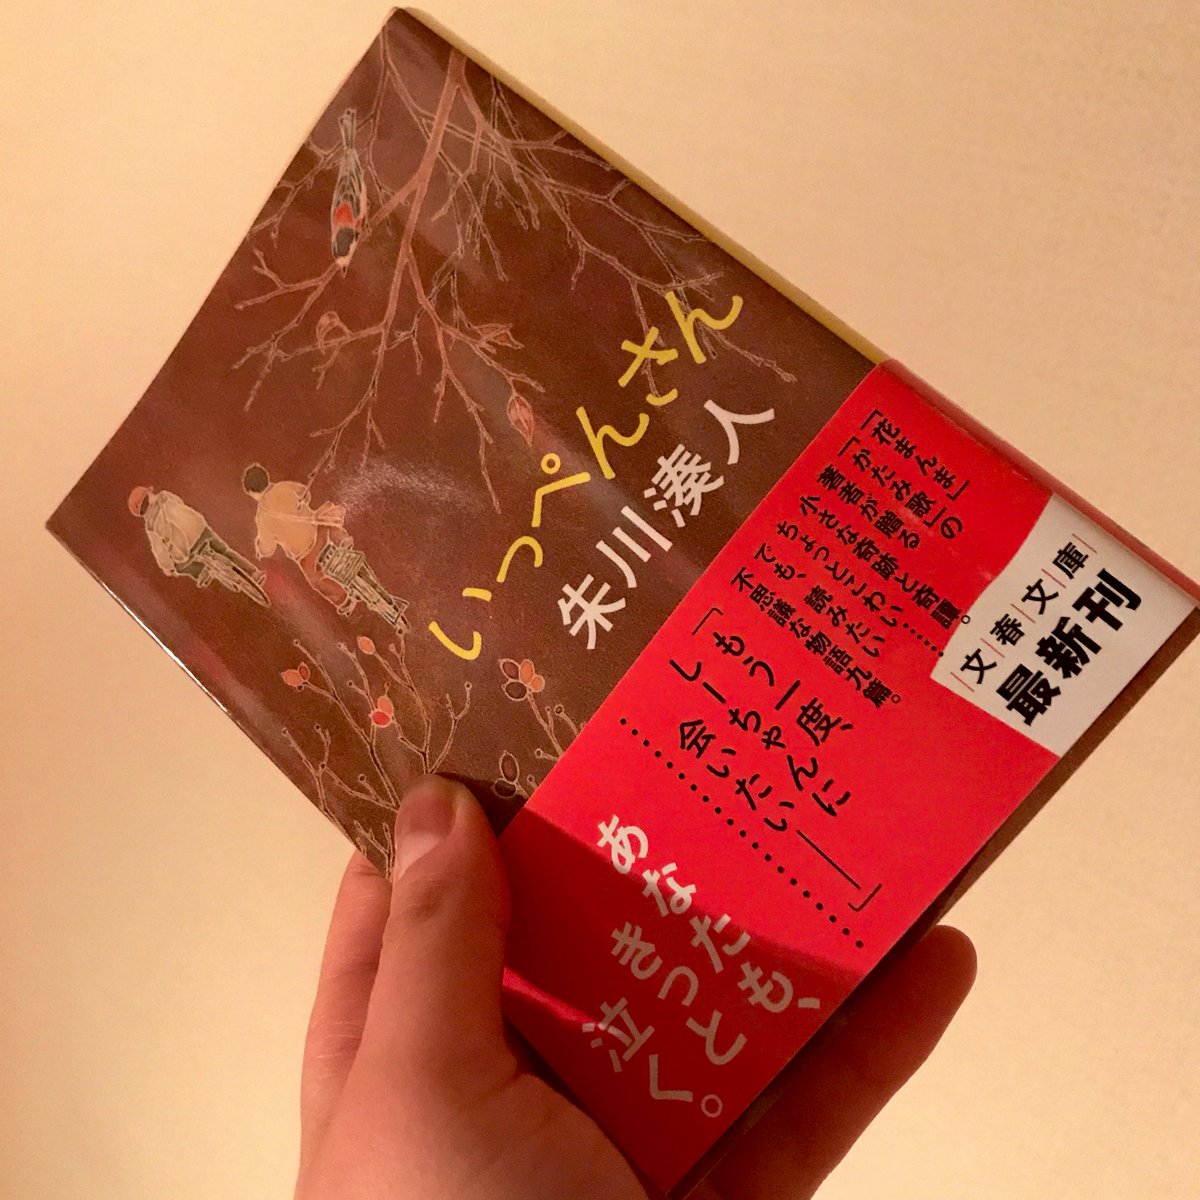 いっぺんさん
朱川湊人
「花まんま」
「かたみ歌」の
著者が贈る
小さな奇跡と奇譚。
ちょっとこわい……
でも、読みたい
不思議な物語九篇。
文春文庫
最新刊
「もう一度、
しーちゃんに
会いたい――」
あなたも、
きっと
泣く。